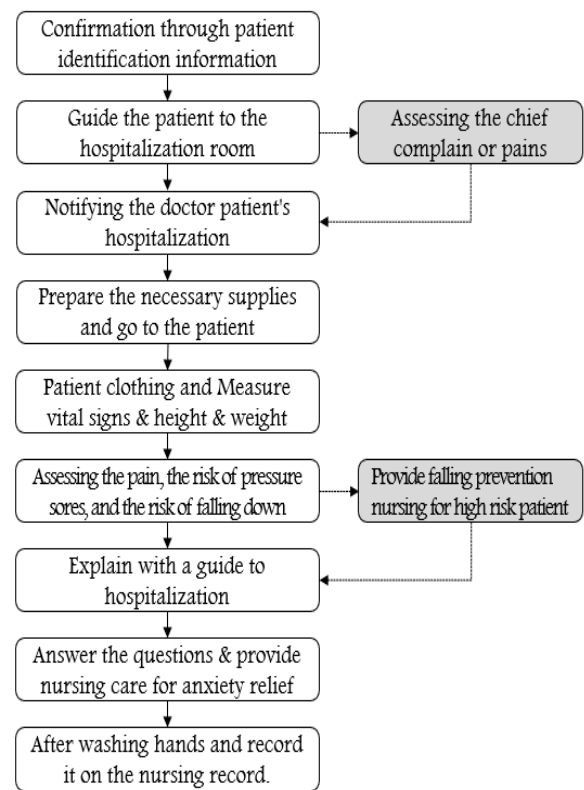 Confirmation through patient
identification information
Guide the patient to the
hospitalization room
Assessing the chief
complain or pains
Notifying the doctor patient's
hospitalization
Prepare the necessary supplies
and go to the patient
Patient clothing and Measure
vital signs & height & weight
Assessing the pain, the risk of pressure
sores, and the risk of falling down
Provide falling prevention
nursing for high risk patient
Explain with a guide to
hospitalization
Answer the questions & provide
nursing care for anxiety relief
After washing hands and record
it on the nursing record.